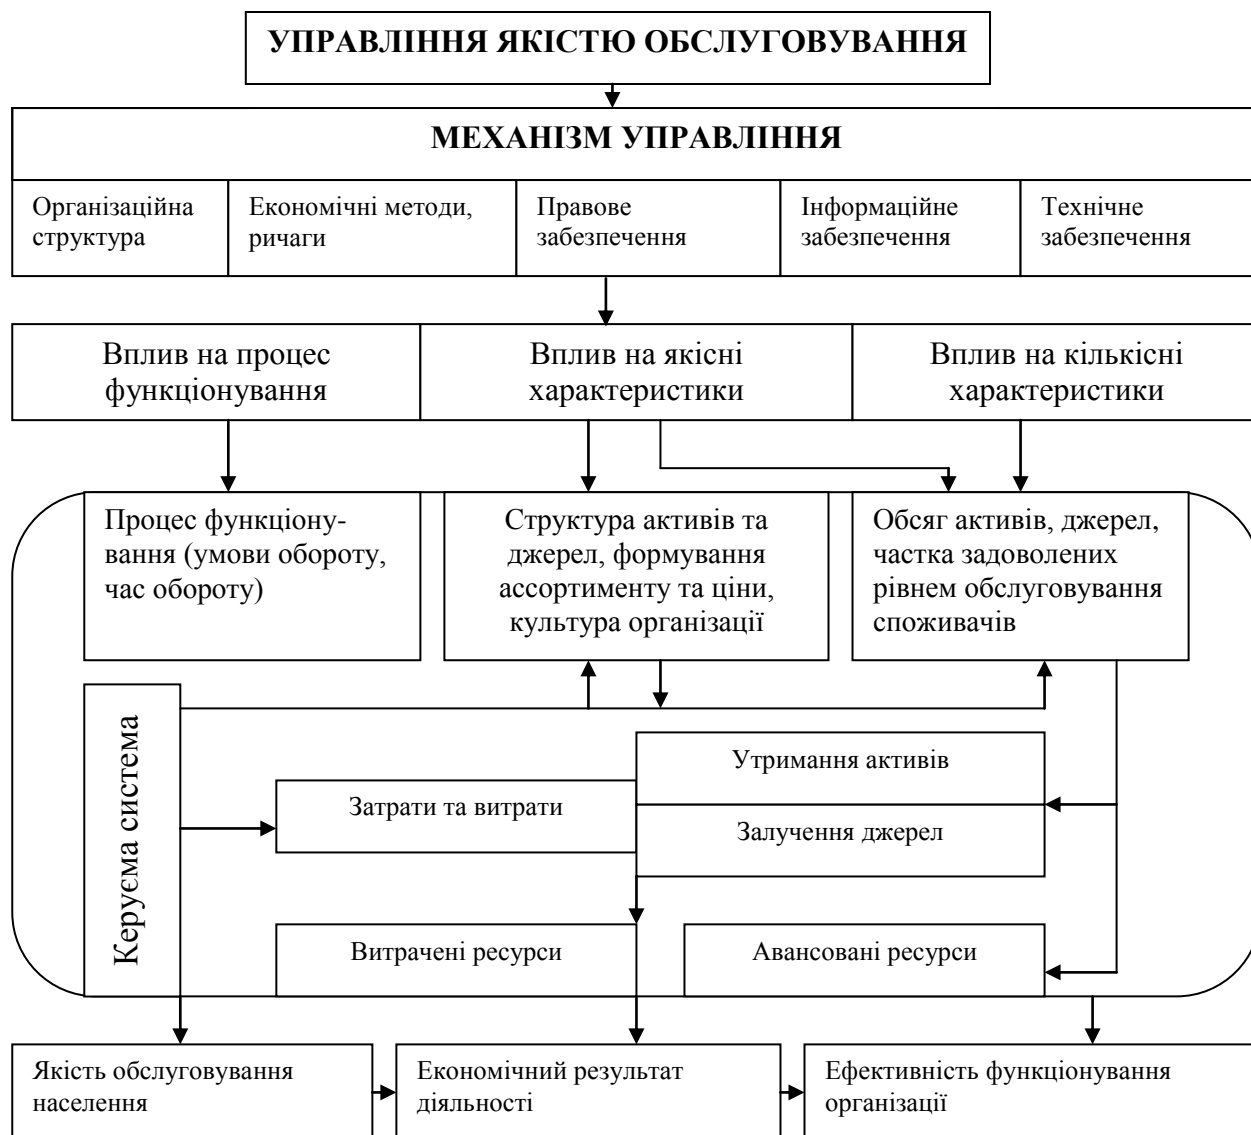 УПРАВЛІННЯ ЯКІСТЮ ОБСЛУГОВУВАННЯ
МЕХАНІЗМ УПРАВЛІННЯ
Організаційна
структура
Економічні методи,
ричаги
Правове
забезпечення
Інформаційне
забезпечення
Технічне
забезпечення
Вплив на процес
функціонування
Вплив на якісні
характеристики
Вплив на кількісні
характеристики
Процес функціону-
вання (умови обороту,
час обороту)
Структура активів та
джерел, формування
ассортименту та ціни,
культура організації
Обсяг активів, джерел,
частка задоволених
рівнем обслуговування
споживачів
Керуєма система
Утримання активів
Затрати та витрати
Залучення джерел
Витрачені ресурси
Авансовані ресурси
Якість обслуговування
населення
Економічний результат
діяльності
Ефективність функціонування
організації